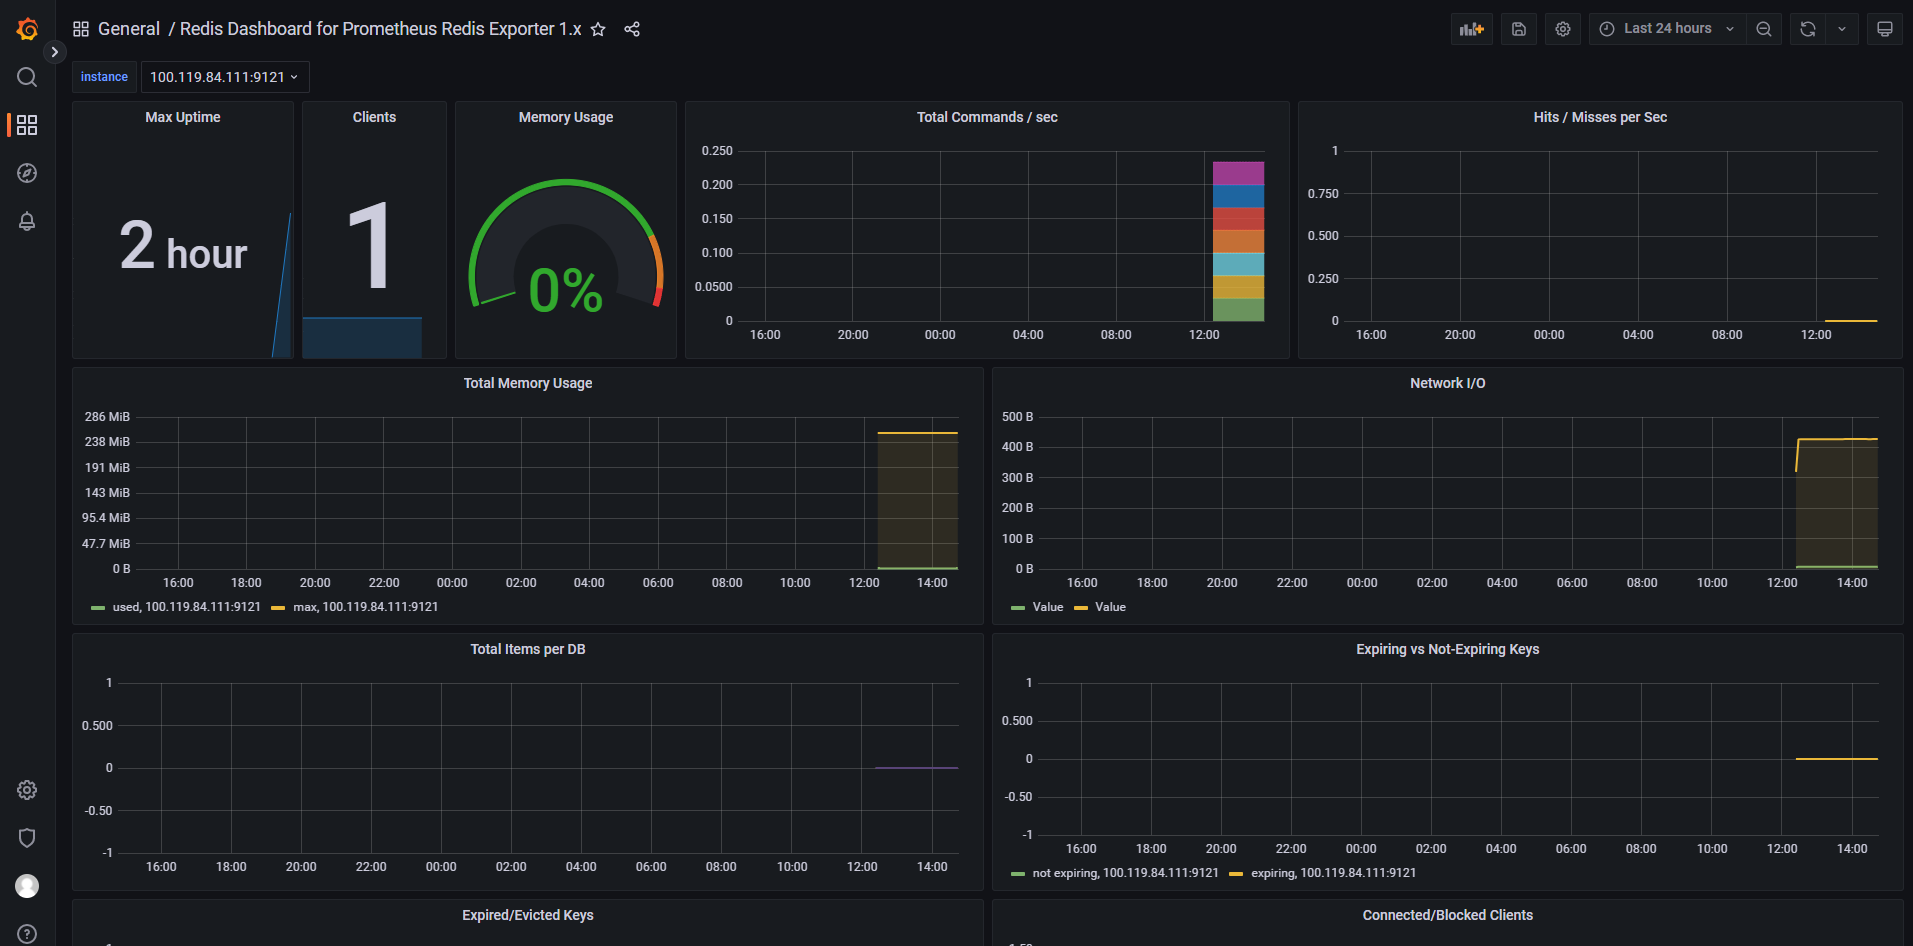 General / Redis Dashboard for Prometheus Redis Exporter 1.x
Last 24 hours
instance
100.119.84.111:9121
Max Uptime
2 hour
Clients
1
Memory Usage
0%
Total Commands / sec
0.250
0.200
0.150
0.100
0.0500
0
16:00 20:00 00:00 04:00 08:00 12:00
Hits / Misses per Sec
1
0.750
0.500
0.250
0
16:00 20:00 00:00 04:00 08:00 12:00
Total Memory Usage
286 MiB
238 MiB
191 MiB
143 MiB
95.4 MiB
47.7 MiB
0 B
16:00 18:00 20:00 22:00 00:00 02:00 04:00 06:00 08:00 10:00 12:00 14:00
used, 100.119.84.111:9121 max, 100.119.84.111:9121
Network I/O
500 B
400 B
300 B
200 B
100 B
0 B
16:00 18:00 20:00 22:00 00:00 02:00 04:00 06:00 08:00 10:00 12:00 14:00
Value Value
Total Items per DB
1
0.500
0
-0.50
-1
16:00 18:00 20:00 22:00 00:00 02:00 04:00 06:00 08:00 10:00 12:00 14:00
Expiring vs Not-Expiring Keys
1
0.500
0
-0.50
-1
16:00 18:00 20:00 22:00 00:00 02:00 04:00 06:00 08:00 10:00 12:00 14:00
not expiring, 100.119.84.111:9121 expiring, 100.119.84.111:9121
Expired/Evicted Keys
Connected/Blocked Clients